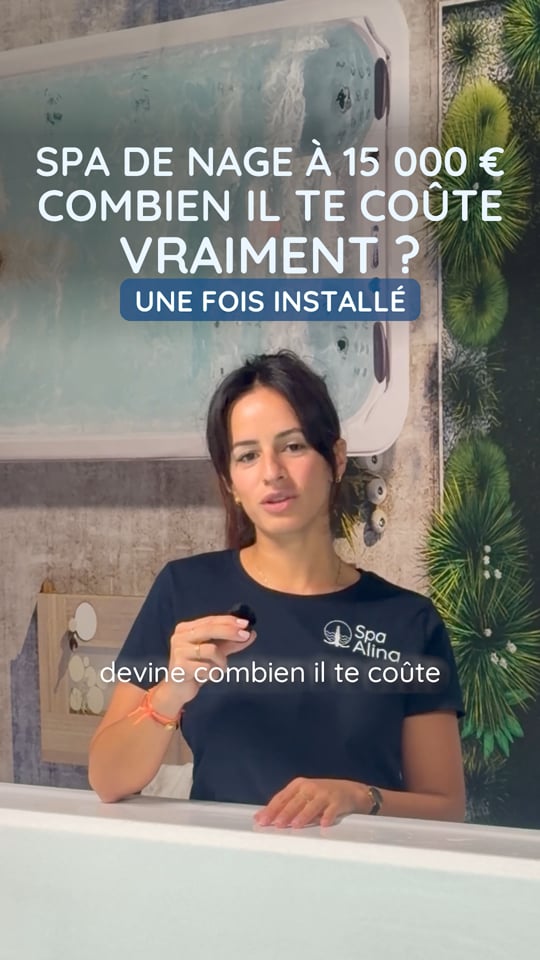 SPA DE NAGE À 15 000 €
COMBIEN IL TE COÛTE
VRAIMENT ?
UNE FOIS INSTALLÉ
Spa
Alina
devine combien il te coûte